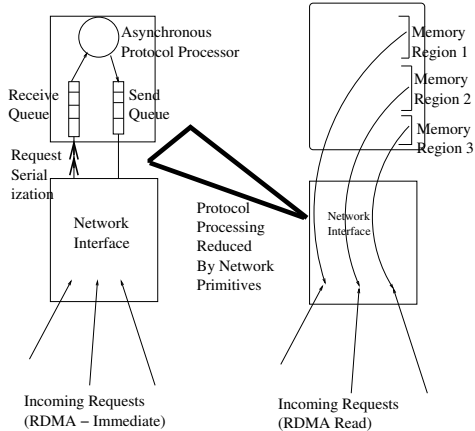 Asynchronous
Protocol Processor
Receive
Queue
Send
Queue
Request
Serial
ization
Network
Interface
Incoming Requests
(RDMA − Immediate)
Protocol
Processing
Reduced
By Network
Primitives
Memory
Region 1
Memory
Region 2
Memory
Region 3
Network
Interface
Incoming Requests
(RDMA Read)